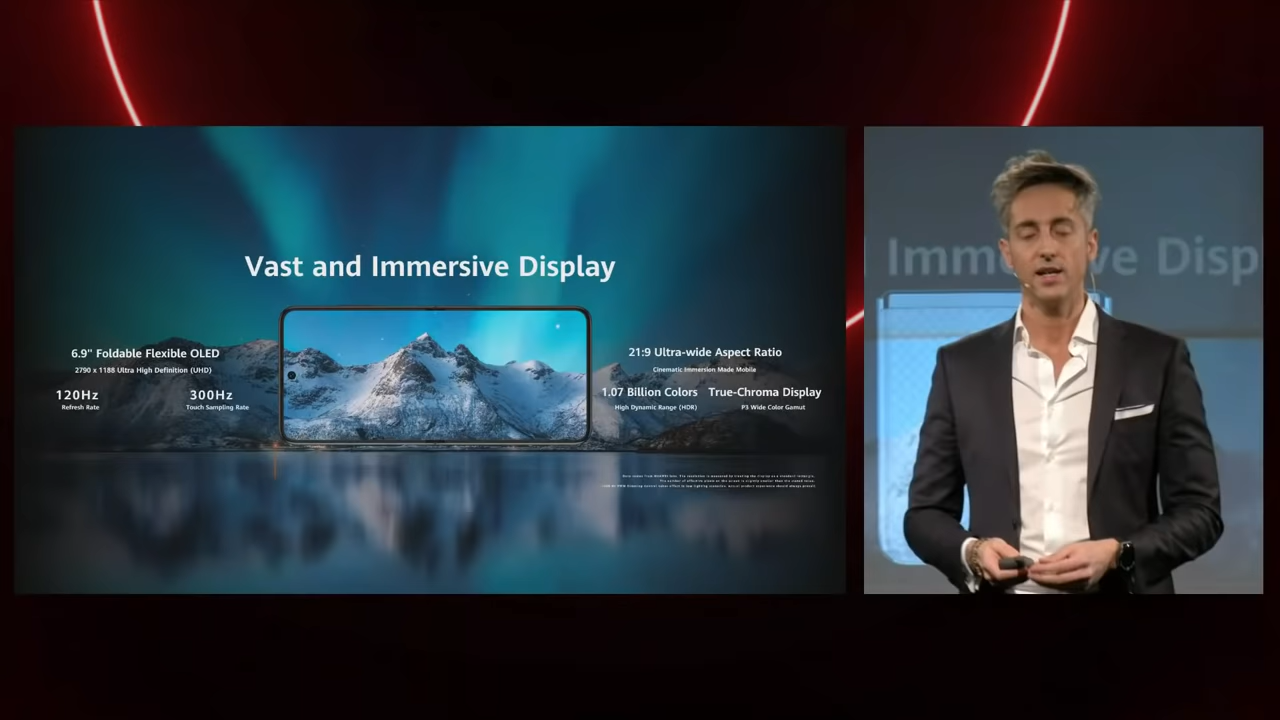 Vast and Immersive Display
6.9" Foldable Flexible OLED
2790 x 1188 Ultra High Definition (UHD)
120Hz
Refresh Rate
300Hz
Touch Sampling Rate
21:9 Ultra-wide Aspect Ratio
Cinematic Immersion Made Mobile
1.07 Billion Colors
High Dynamic Range (HDR)
True-Chroma Display
P3 Wide Color Gamut
Imm ve Disp